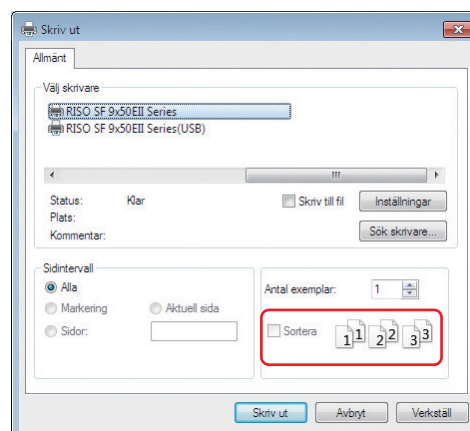 Skriv ut
Allmänt
Välj skrivare
RISO SF 9x50EII Series
RISO SF 9x50EII Series(USB)
Status: Klar
Skriv till fil
Inställningar
Plats:
Kommentar:
Sök skrivare...
Sidintervall
Alla
Markering
Aktuell sida
Sidor:
Antal exemplar: 1
Sortera
1 1 2 2 3 3
Skriv ut
Avbryt
Verkställ